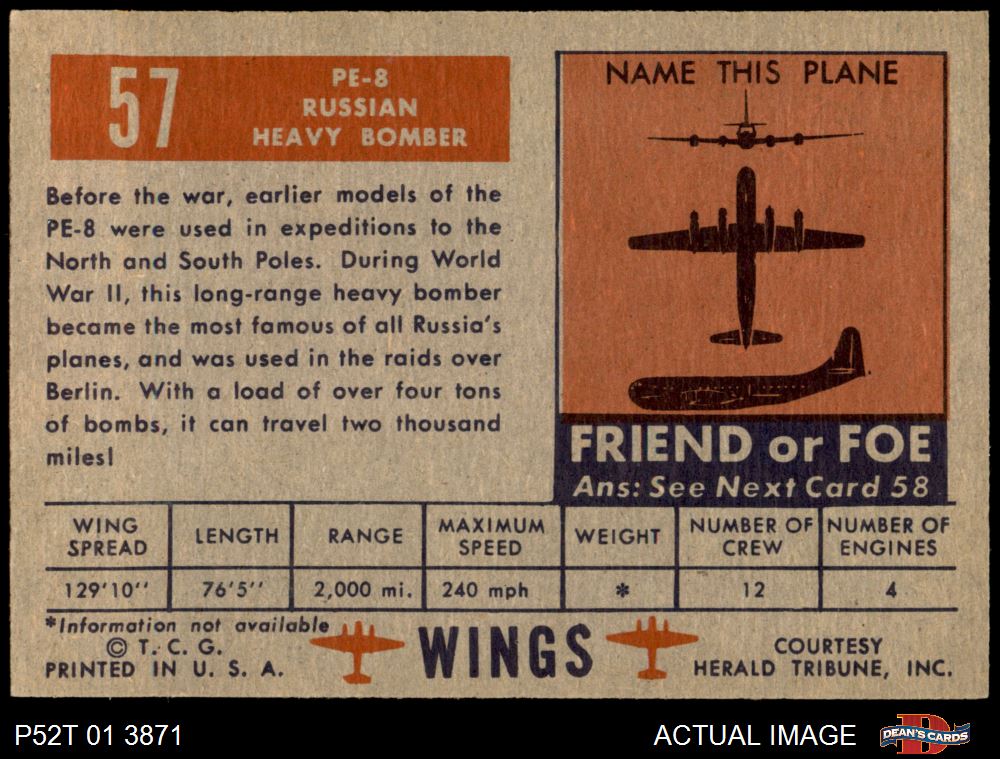 57
PE-8
RUSSIAN
HEAVY BOMBER
Before the war, earlier models of the
PE-8 were used in expeditions to the
North and South Poles. During World
War II, this long-range heavy bomber
became the most famous of all Russia's
planes, and was used in the raids over
Berlin. With a load of over four tons
of bombs, it can travel two thousand
miles!
NAME THIS PLANE
FRIEND or FOE
Ans: See Next Card 58
WING SPREAD LENGTH RANGE MAXIMUM SPEED WEIGHT NUMBER OF CREW NUMBER OF ENGINES
129'10'' 76'5'' 2,000 mi. 240 mph * 12 4
*Information not available
© T. C. G.
PRINTED IN U. S. A.
WINGS
COURTESY
HERALD TRIBUNE, INC.
P52T 01 3871
ACTUAL IMAGE
D
DEAN'S CARDS